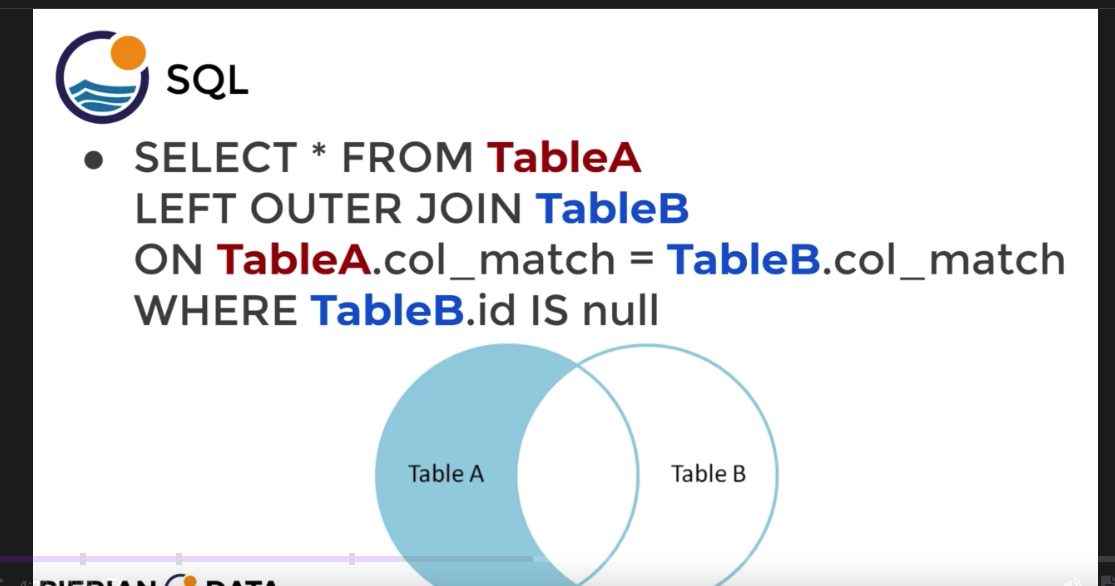 SQL
● SELECT * FROM TableA
LEFT OUTER JOIN TableB
ON TableA.col_match = TableB.col_match
WHERE TableB.id IS null
Table A
Table B
PIERIAN DATA